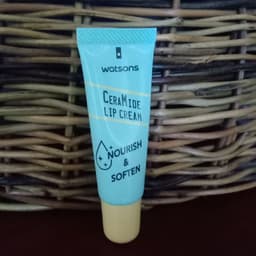 watsons
CERAMIDE
LIP CREAM
NOURISH
&
SOFTEN